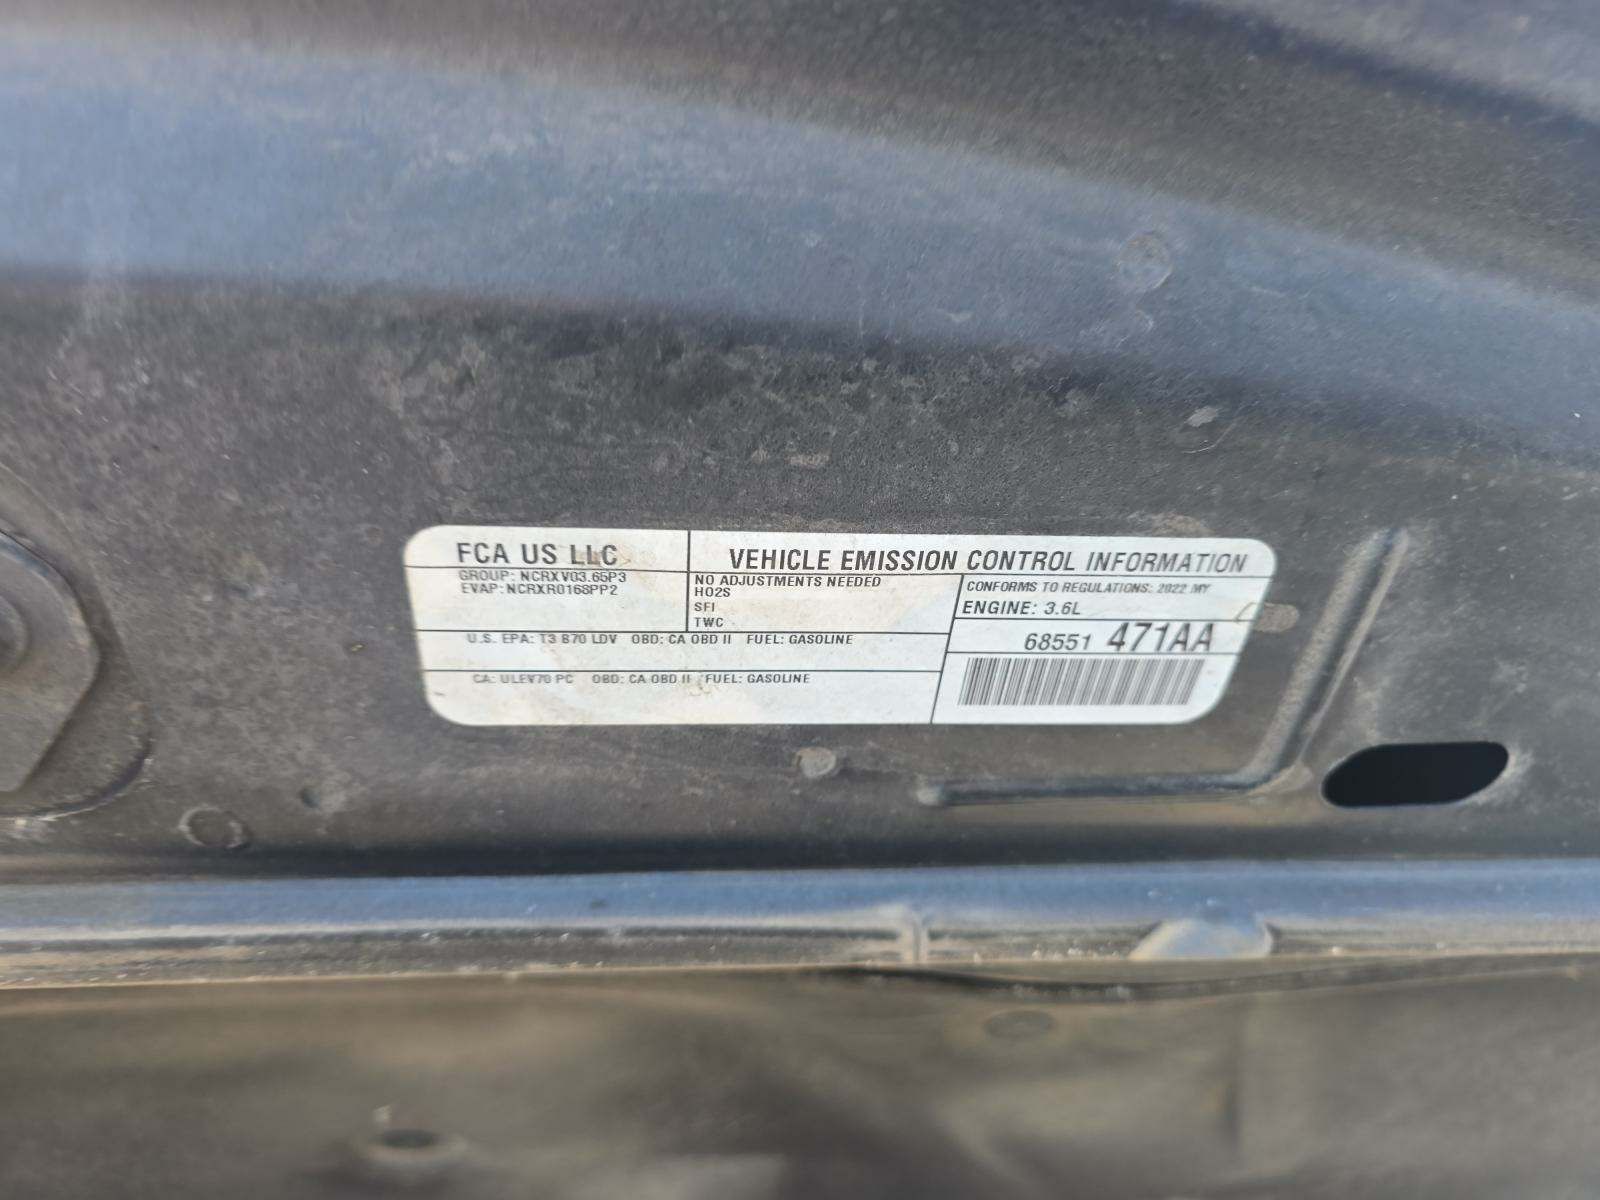 FCA US LLC
VEHICLE EMISSION CONTROL INFORMATION
GROUP: NCRXV03.65P3
EVAP: NCRXR0168PP2
NO ADJUSTMENTS NEEDED
HO2S
SFI
TWC
CONFORMS TO REGULATIONS: 2022 MY
ENGINE: 3.6L
U.S. EPA: T3 B70 LDV OBD: CA OBD II FUEL: GASOLINE
68551 471AA
CA: ULEV70 PC OBD: CA OBD II FUEL: GASOLINE